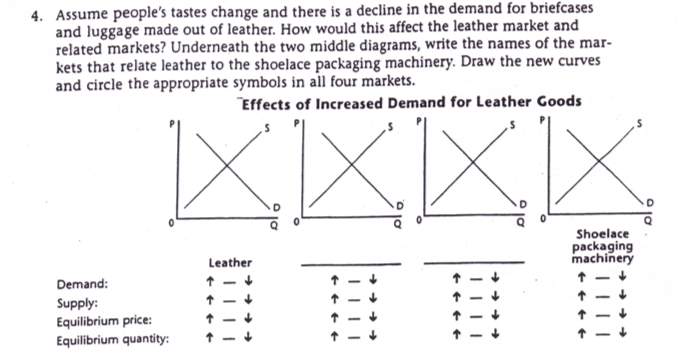 4. Assume people's tastes change and there is a decline in the demand for briefcases
and luggage made out of leather. How would this affect the leather market and
related markets? Underneath the two middle diagrams, write the names of the mar-
kets that relate leather to the shoelace packaging machinery. Draw the new curves
and circle the appropriate symbols in all four markets.
Effects of Increased Demand for Leather Goods
P S P S P S P S
D D D D
0 Q 0 Q 0 Q 0 Q
Leather
Shoelace
packaging
machinery
Demand: ↑ – ↓ ↑ – ↓ ↑ – ↓ ↑ – ↓
Supply: ↑ – ↓ ↑ – ↓ ↑ – ↓ ↑ – ↓
Equilibrium price: ↑ – ↓ ↑ – ↓ ↑ – ↓ ↑ – ↓
Equilibrium quantity: ↑ – ↓ ↑ – ↓ ↑ – ↓ ↑ – ↓